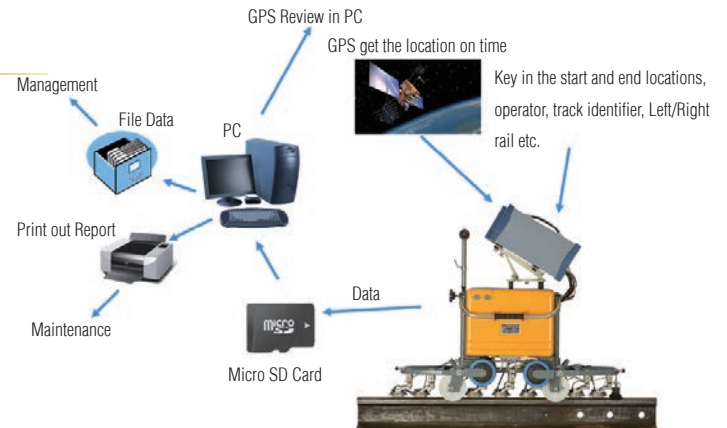 GPS Review in PC
GPS get the location on time
Key in the start and end locations,
operator, track identifier, Left/Right
rail etc.
Management
File Data
PC
Print out Report
Maintenance
Data
Micro SD Card
micro
SD